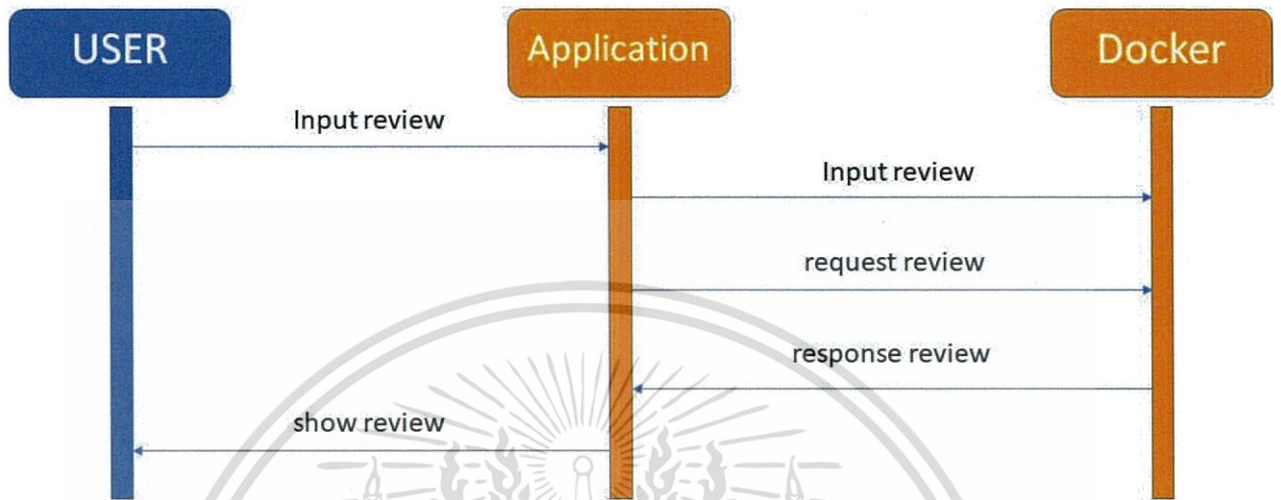 USER
Application
Docker
Input review
Input review
request review
response review
show review